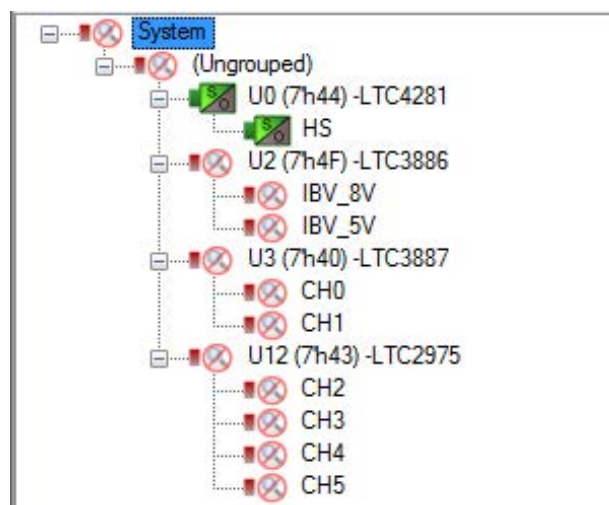 System
(Ungrouped)
U0 (7'h44) -LTC4281
HS
U2 (7'h4F) -LTC3886
IBV_8V
IBV_5V
U3 (7'h40) -LTC3887
CH0
CH1
U12 (7'h43) -LTC2975
CH2
CH3
CH4
CH5